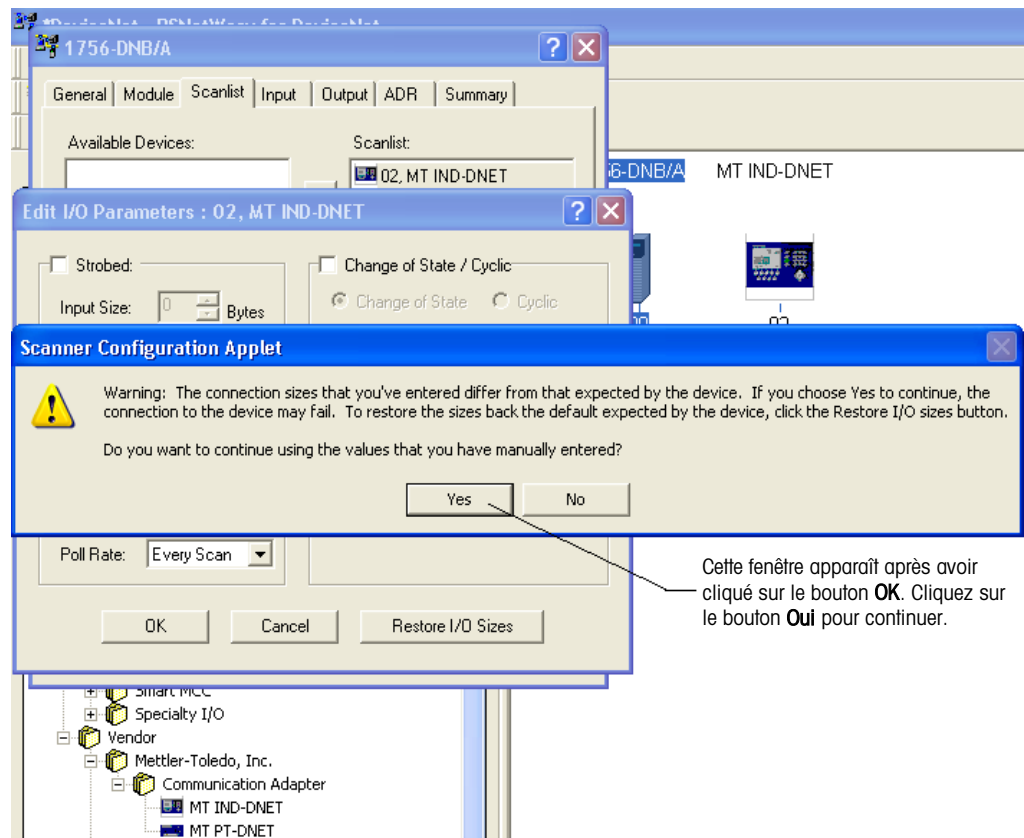 1756-DNB/A
General Module Scanlist Input Output ADR Summary
Available Devices: Scanlist:
02, MT IND-DNET
6-DNB/A MT IND-DNET
Edit I/O Parameters : 02, MT IND-DNET
Strobed: Change of State / Cyclic
Input Size: 0 Bytes Change of State Cyclic
Scanner Configuration Applet
Warning: The connection sizes that you've entered differ from that expected by the device. If you choose Yes to continue, the
connection to the device may fail. To restore the sizes back the default expected by the device, click the Restore I/O sizes button.
Do you want to continue using the values that you have manually entered?
Yes No
Poll Rate: Every Scan
Cette fenêtre apparaît après avoir
cliqué sur le bouton OK. Cliquez sur
le bouton Oui pour continuer.
OK Cancel Restore I/O Sizes
Smart MCC
Specialty I/O
Vendor
Mettler-Toledo, Inc.
Communication Adapter
MT IND-DNET
MT PT-DNET